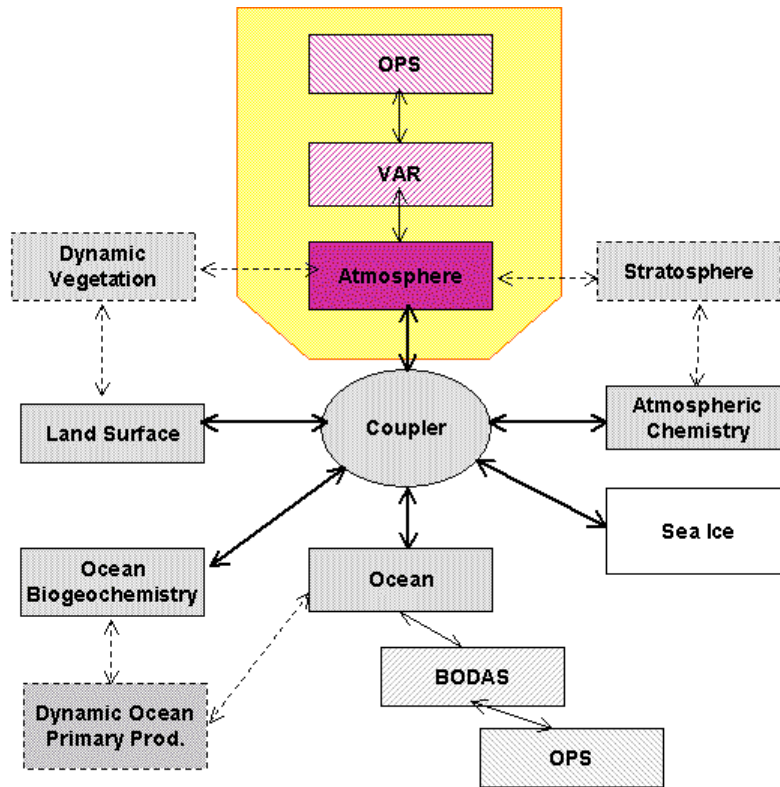 OPS
VAR
Dynamic
Vegetation
Atmosphere
Stratosphere
Land Surface
Coupler
Atmospheric
Chemistry
Sea Ice
Ocean
Biogeochemistry
Ocean
BODAS
Dynamic Ocean
Primary Prod.
OPS